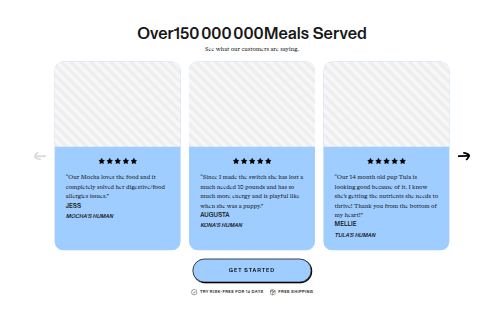 Over150 000 000Meals Served
See what our customers are saying.
"Our Mocha loves the food and it
completely solved her digestive/food
allergies issues."
JESS
MOCHA'S HUMAN
"Since I made the switch she has lost a
much needed 10 pounds and has so
much more energy and is playful like
when she was a puppy."
AUGUSTA
KONA'S HUMAN
"Our 14 month old pup Tula is
looking good because of it. I know
she's getting the nutrients she needs to
thrive! Thank you from the bottom of
my heart!"
MELLIE
TULA'S HUMAN
GET STARTED
TRY RISK-FREE FOR 14 DAYS
FREE SHIPPING